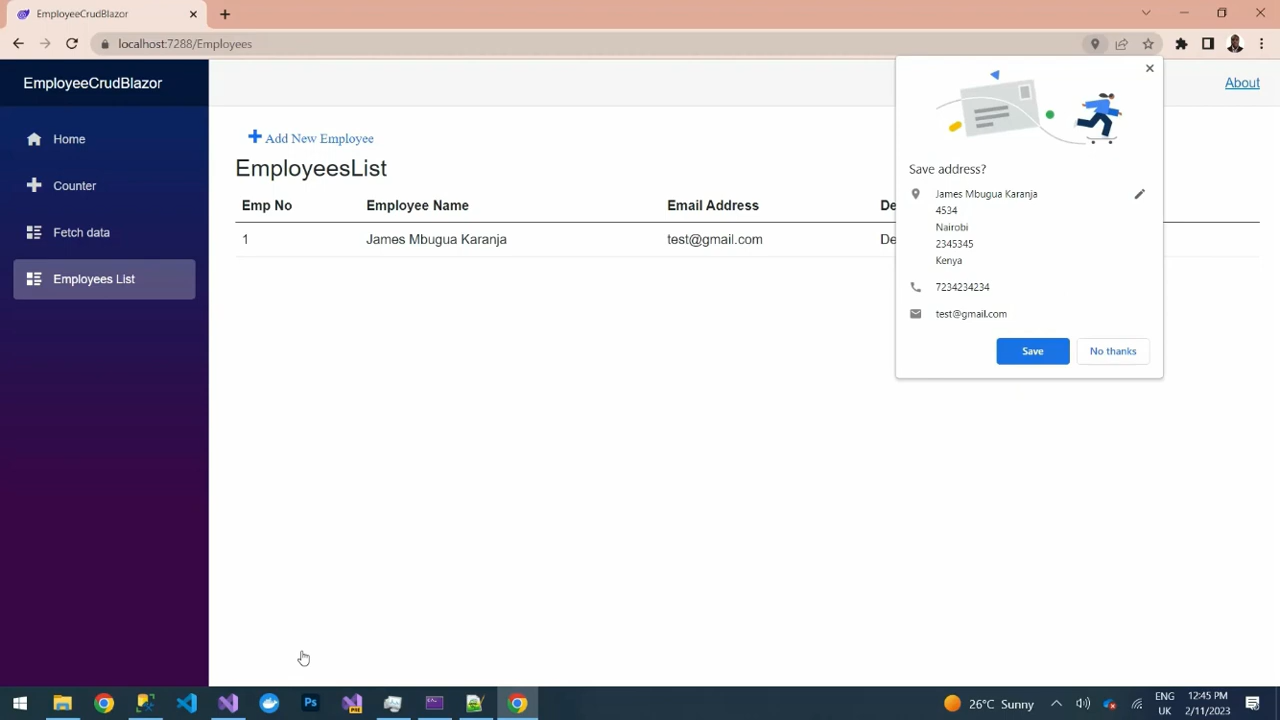 EmployeeCrudBlazor
localhost:7288/Employees
EmployeeCrudBlazor
About
Home
Counter
Fetch data
Employees List
Add New Employee
EmployeesList
Emp No Employee Name Email Address De
1 James Mbugua Karanja test@gmail.com De
Save address?
James Mbugua Karanja
4534
Nairobi
2345345
Kenya
7234234234
test@gmail.com
Save No thanks
Ps
26°C Sunny
ENG
UK
12:45 PM
2/11/2023